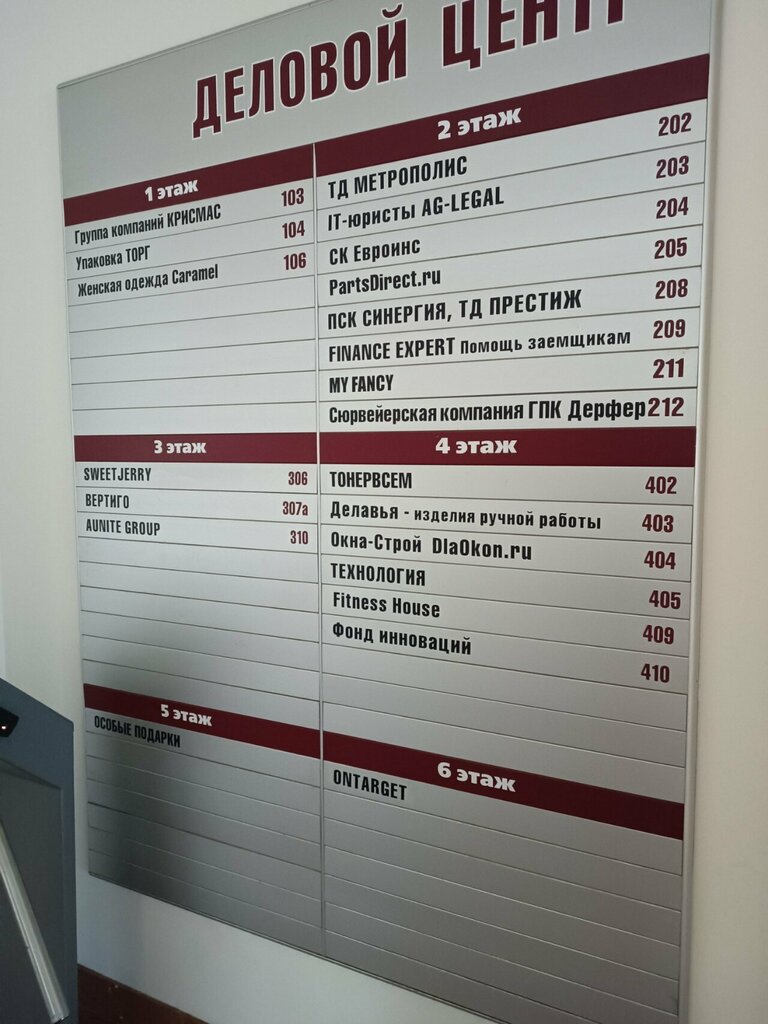 ДЕЛОВОЙ ЦЕНТР
1 этаж
Группа компаний КРИСМАС 103
Упаковка ТОРГ 104
Женская одежда Caramel 106
2 этаж
ТД МЕТРОПОЛИС 202
IT-юристы AG-LEGAL 203
СК Евроинс 204
PartsDirect.ru 205
ПСК СИНЕРГИЯ, ТД ПРЕСТИЖ 208
FINANCE EXPERT Помощь заемщикам 209
MY FANCY 211
Сюрвейерская компания ГПК Дерфер 212
3 этаж
SWEETJERRY 306
ВЕРТИГО 307а
AUNITE GROUP 310
4 этаж
ТОНЕРВСЕМ 402
Делавья - изделия ручной работы 403
Окна-Строй DlaOkon.ru 404
ТЕХНОЛОГИЯ 405
Fitness House 409
Фонд инноваций 410
5 этаж
ОСОБЫЕ ПОДАРКИ
6 этаж
ONTARGET